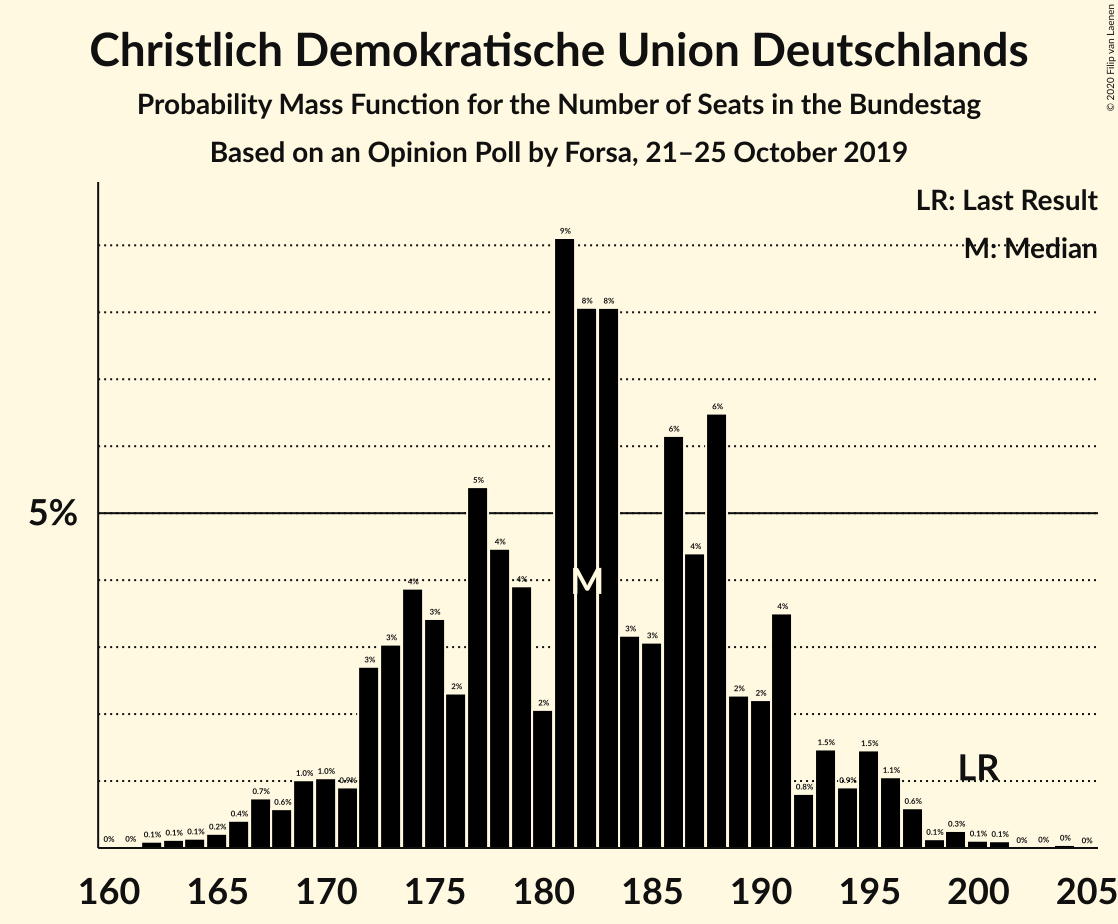 Christlich Demokratische Union Deutschlands
Probability Mass Function for the Number of Seats in the Bundestag
Based on an Opinion Poll by Forsa, 21–25 October 2019
© 2020 Filip van Laenen
LR: Last Result
M: Median
5%
0% 0% 0.1% 0.1% 0.1% 0.2% 0.4% 0.7% 0.6% 1.0% 1.0% 0.9% 3% 3% 4% 3% 2% 5% 4% 4% 2% 9% 8% 8% 3% 3% 6% 4% 6% 2% 2% 4% 0.8% 1.5% 0.9% 1.5% 1.1% 0.6% 0.1% 0.3% 0.1% 0.1% 0% 0% 0% 0%
M
LR
160 165 170 175 180 185 190 195 200 205